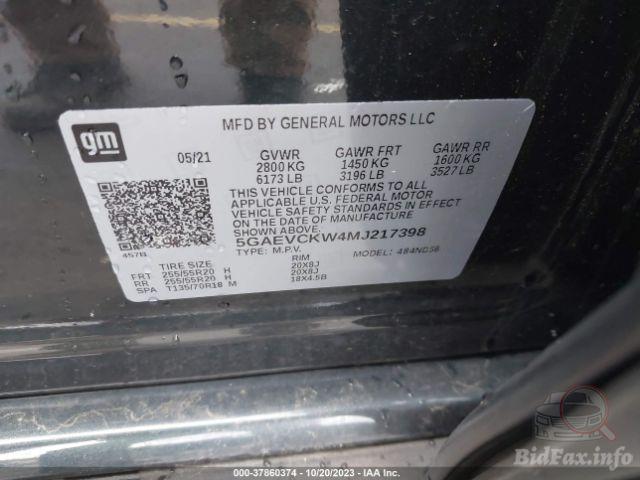 gm
MFD BY GENERAL MOTORS LLC
05/21 GVWR GAWR FRT GAWR RR
2800 KG 1450 KG 1600 KG
6173 LB 3196 LB 3527 LB
THIS VEHICLE CONFORMS TO ALL
APPLICABLE U.S. FEDERAL MOTOR
VEHICLE SAFETY STANDARDS IN EFFECT
ON THE DATE OF MANUFACTURE
SHOWN ABOVE.
5GAEVCKW4MJ217398
457B TYPE: M.P.V. MODEL: 4S4ND56
TIRE SIZE RIM
FRT 255/55R20 H 20X8J
RR 255/55R20 H 20X8J
SPA T135/70R18 M 18X4.5B
000-37860374 | 10/20/2023 - IAA Inc.
BidFax.info